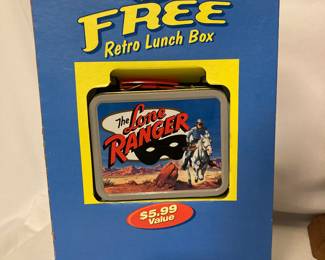 FREE
Retro Lunch Box
The Lone
RANGER
$5.99
Value